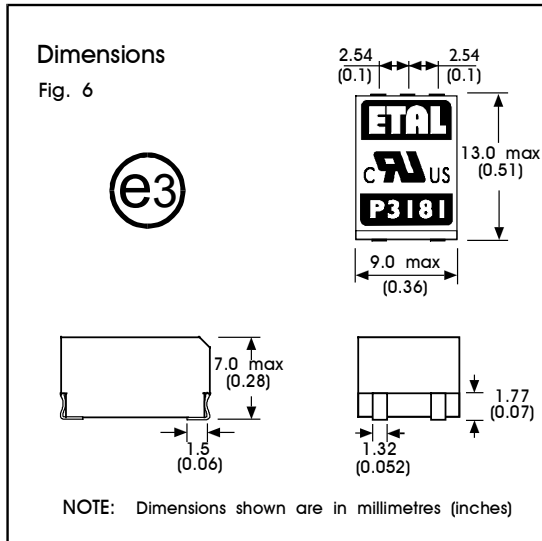 Dimensions
Fig. 6
e3
2.54
(0.1)
2.54
(0.1)
ETAL
C UR US
P3181
13.0 max
(0.51)
9.0 max
(0.36)
7.0 max
(0.28)
1.5
(0.06)
1.77
(0.07)
1.32
(0.052)
NOTE: Dimensions shown are in millimetres (inches)